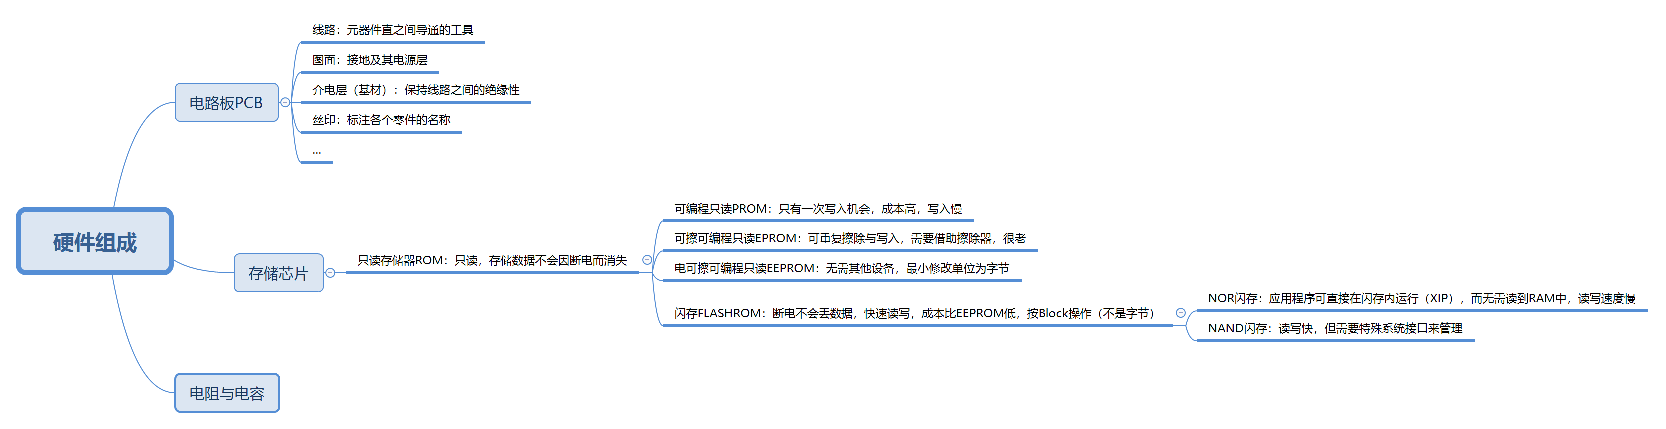 硬件组成
电路板PCB
线路：元器件直之间导通的工具
图面：接地及其电源层
介电层（基材）：保持线路之间的绝缘性
丝印：标注各个零件的名称
...
存储芯片
只读存储器ROM：只读，存储数据不会因断电而消失
可编程只读PROM：只有一次写入机会，成本高，写入慢
可擦可编程只读EPROM：可重复擦除与写入，需要借助擦除器，很老
电可擦可编程只读EEPROM：无需其他设备，最小修改单位为字节
闪存FLASHROM：断电不会丢数据，快速读写，成本比EEPROM低，按Block操作（不是字节）
NOR闪存：应用程序可直接在闪存内运行（XIP），而无需读到RAM中，读写速度慢
NAND闪存：读写快，但需要特殊系统接口来管理
电阻与电容